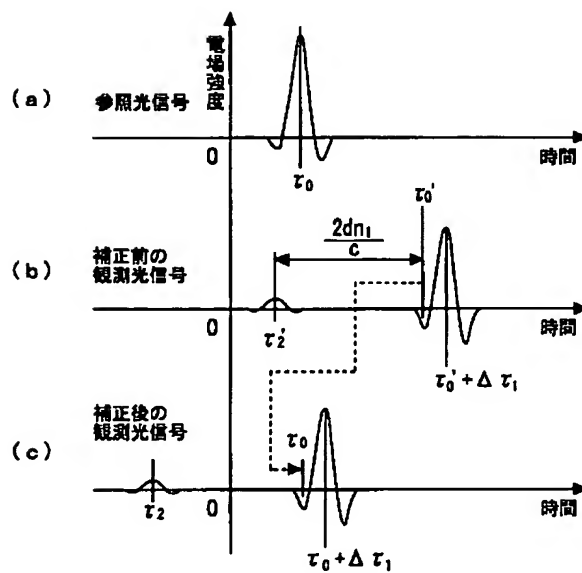 電場強度
(a)
参照光信号
0
τ₀
時間
τ₀'
2dn₁
c
(b)
補正前の
観測光信号
0
τ₂'
時間
τ₀'+Δτ₁
補正後の
観測光信号
(c)
τ₀
τ₂
0
時間
τ₀+Δτ₁